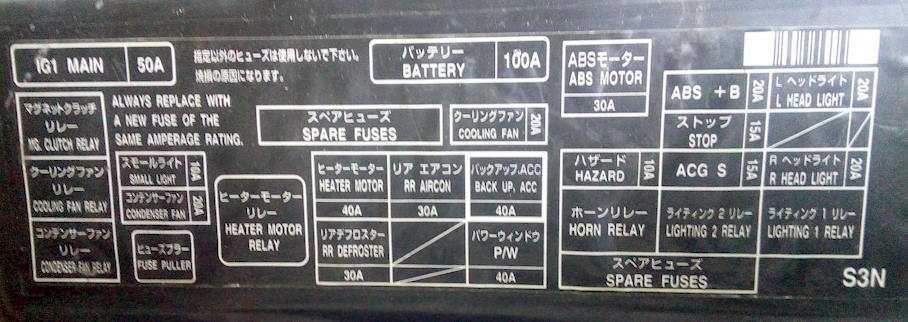 IG1 MAIN 50A
指定以外のヒューズは使用しないで下さい。
焼損の原因になります。
バッテリー
BATTERY 100A
ABSモーター
ABS MOTOR
30A
マグネットクラッチ
リレー
MG. CLUTCH RELAY
ALWAYS REPLACE WITH
A NEW FUSE OF THE
SAME AMPERAGE RATING.
スペアヒューズ
SPARE FUSES
クーリングファン
COOLING FAN 20A
ABS +B 20A
L ヘッドライト
L HEAD LIGHT 20A
ストップ
STOP 15A
クーリングファン
リレー
COOLING FAN RELAY
スモールライト
SMALL LIGHT 10A
コンデンサーファン
CONDENSER FAN 20A
ヒーターモーター
リレー
HEATER MOTOR
RELAY
ヒーターモーター
HEATER MOTOR
40A
リア エアコン
RR AIRCON
30A
バックアップ,ACC
BACK UP, ACC
40A
ハザード
HAZARD 10A
ACG S 15A
R ヘッドライト
R HEAD LIGHT 20A
コンデンサーファン
リレー
CONDENSER FAN RELAY
ヒューズプラー
FUSE PULLER
リアデフロスター
RR DEFROSTER
30A
パワーウィンドウ
P/W
40A
ホーンリレー
HORN RELAY
ライティング 2 リレー
LIGHTING 2 RELAY
ライティング 1 リレー
LIGHTING 1 RELAY
スペアヒューズ
SPARE FUSES
S3N